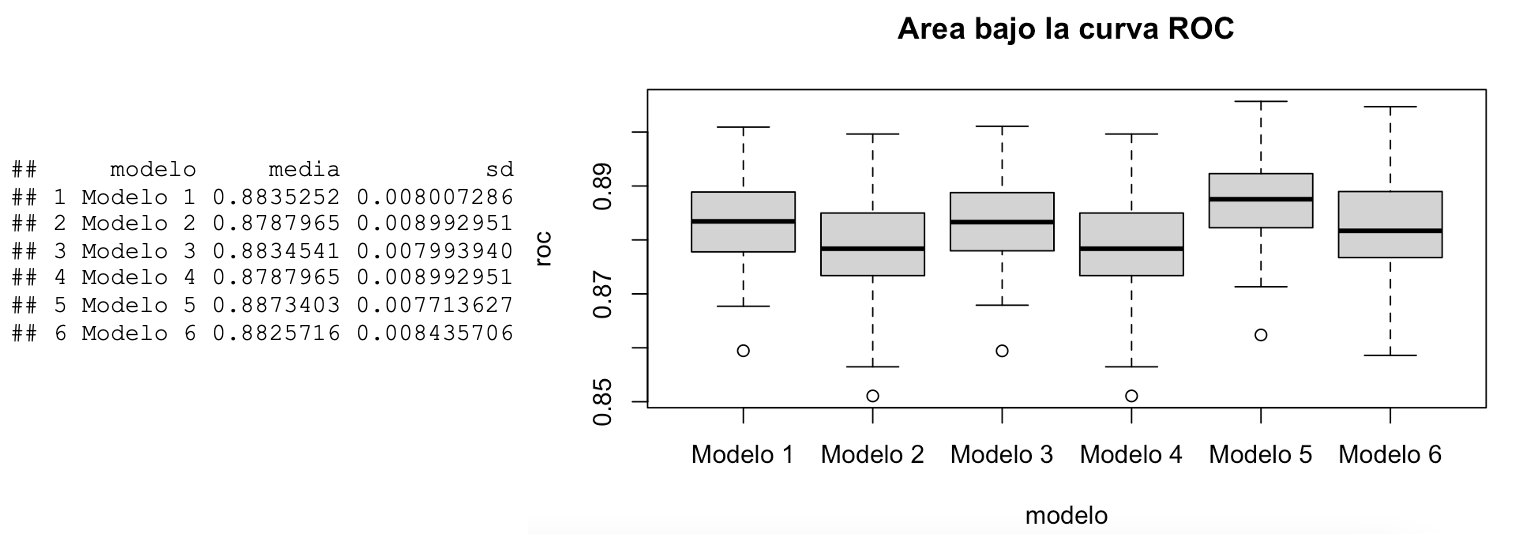 ## modelo media sd
## 1 Modelo 1 0.8835252 0.008007286
## 2 Modelo 2 0.8787965 0.008992951
## 3 Modelo 3 0.8834541 0.007993940
## 4 Modelo 4 0.8787965 0.008992951
## 5 Modelo 5 0.8873403 0.007713627
## 6 Modelo 6 0.8825716 0.008435706
Area bajo la curva ROC
roc
0.89
0.87
0.85
Modelo 1 Modelo 2 Modelo 3 Modelo 4 Modelo 5 Modelo 6
modelo